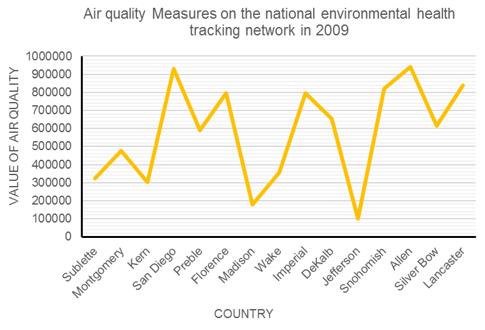 Air quality Measures on the national environmental health
tracking network in 2009
VALUE OF AIR QUALITY
1000000
900000
800000
700000
600000
500000
400000
300000
200000
100000
0
Sublette
Montgomery
Kern
San Diego
Preble
Florence
Madison
Wake
Imperial
DeKalb
Jefferson
Snohomish
Allen
Silver Bow
Lancaster
COUNTRY